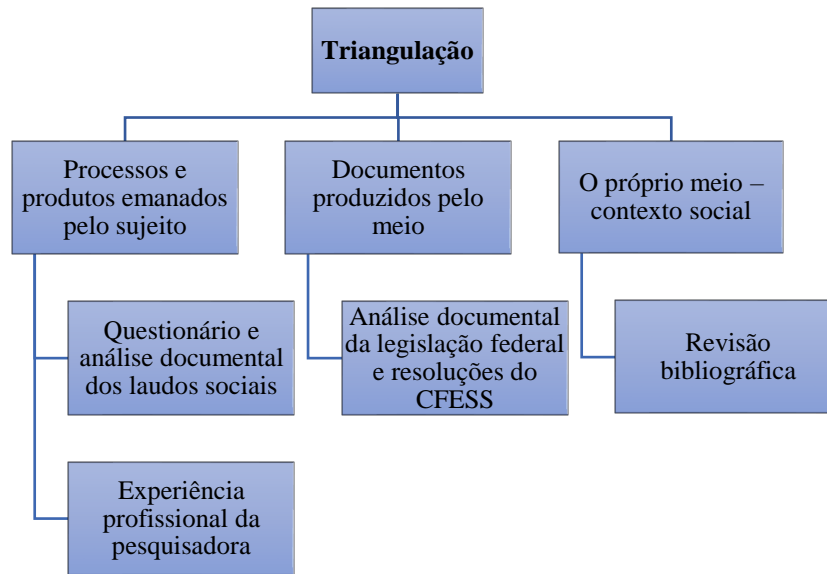 Triangulação
Processos e
produtos emanados
pelo sujeito
Documentos
produzidos pelo
meio
O próprio meio –
contexto social
Questionário e
análise documental
dos laudos sociais
Análise documental
da legislação federal
e resoluções do
CFESS
Revisão
bibliográfica
Experiência
profissional da
pesquisadora